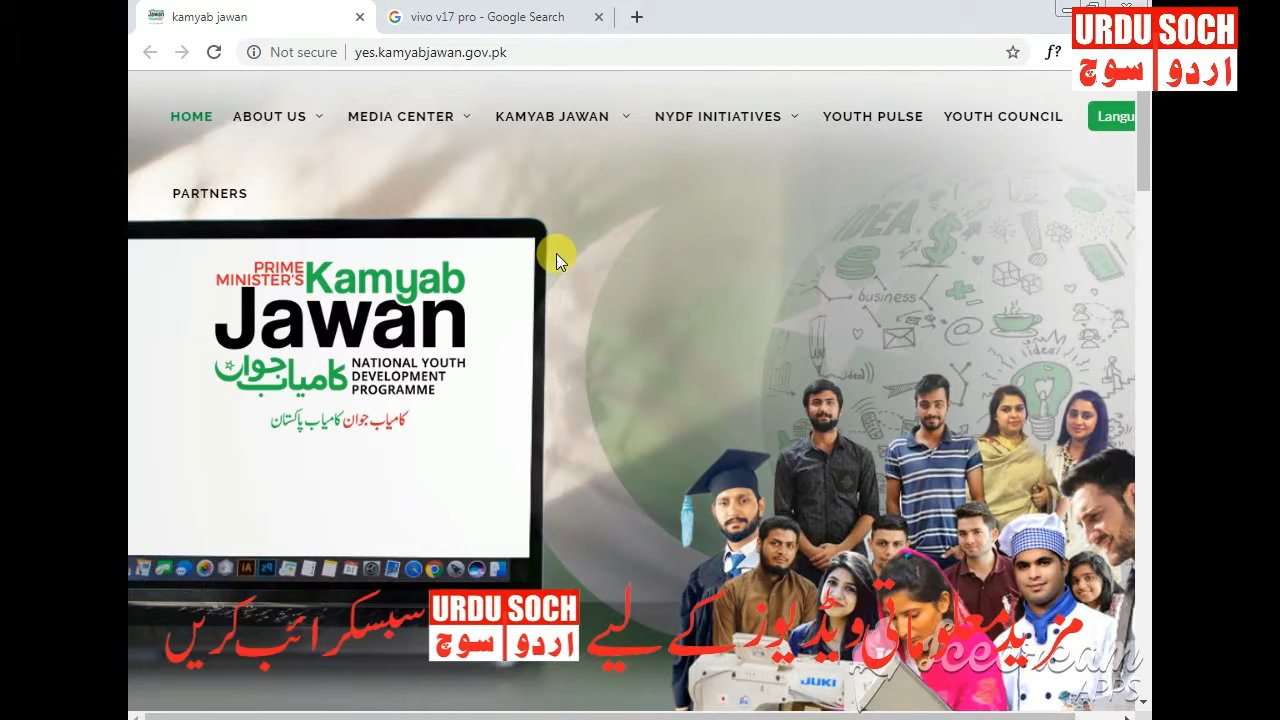 kamyab jawan
vivo v17 pro - Google Search
Not secure
yes.kamyabjawan.gov.pk
f?
URDU SOCH
اردو سوچ
HOME
ABOUT US
MEDIA CENTER
KAMYAB JAWAN
NYDF INITIATIVES
YOUTH PULSE
YOUTH COUNCIL
Langu
PARTNERS
PRIME
MINISTER'S
Kamyab
Jawan
کامیاب جوان
NATIONAL YOUTH
DEVELOPMENT
PROGRAMME
کامیاب جوان کامیاب پاکستان
IDEA
business
idea!
مزید معلوماتی ویڈیوز کے لیے
URDU SOCH
اردو سوچ
سبسکرائب کریں
JUKI
APPS